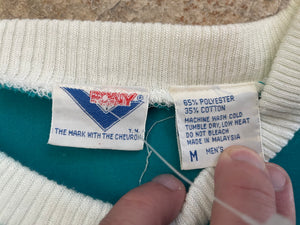 PONY ®
T.M.
THE MARK WITH THE CHEVRON
65% POLYESTER
35% COTTON
MACHINE WASH COLD
TUMBLE DRY, LOW HEAT
DO NOT BLEACH
MADE IN MALAYSIA
M MEN'S